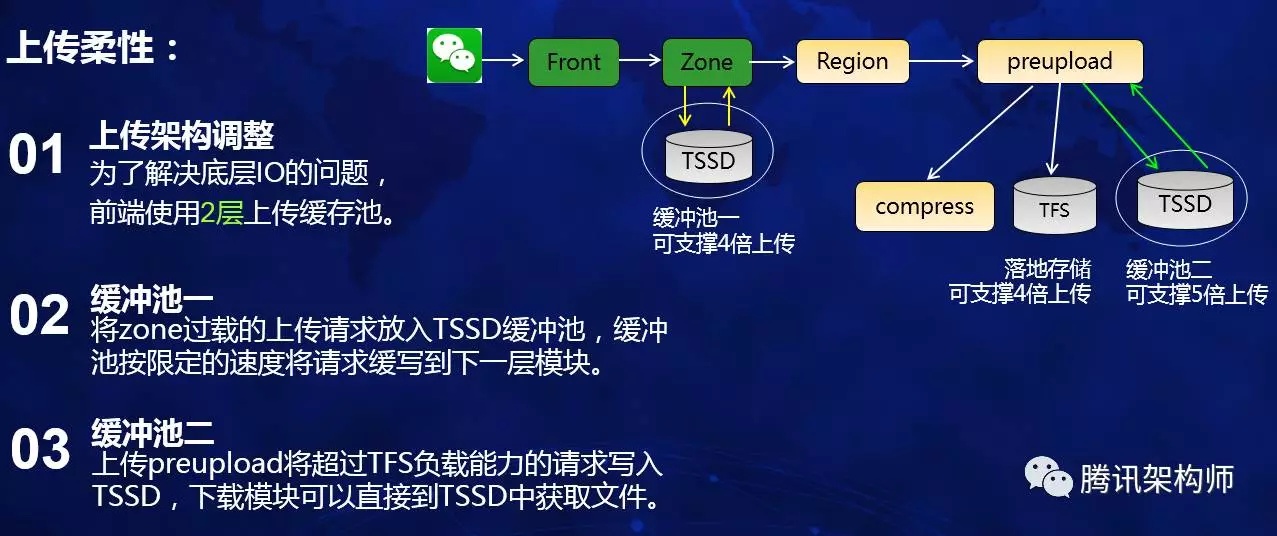 上传柔性：
Front
Zone
Region
preupload
TSSD
缓冲池一
可支撑4倍上传
compress
TFS
落地存储
可支撑4倍上传
TSSD
缓冲池二
可支撑5倍上传
01
上传架构调整
为了解决底层IO的问题，
前端使用2层上传缓存池。
02
缓冲池一
将zone过载的上传请求放入TSSD缓冲池，缓冲
池按限定的速度将请求缓写到下一层模块。
03
缓冲池二
上传preupload将超过TFS负载能力的请求写入
TSSD，下载模块可以直接到TSSD中获取文件。
腾讯架构师